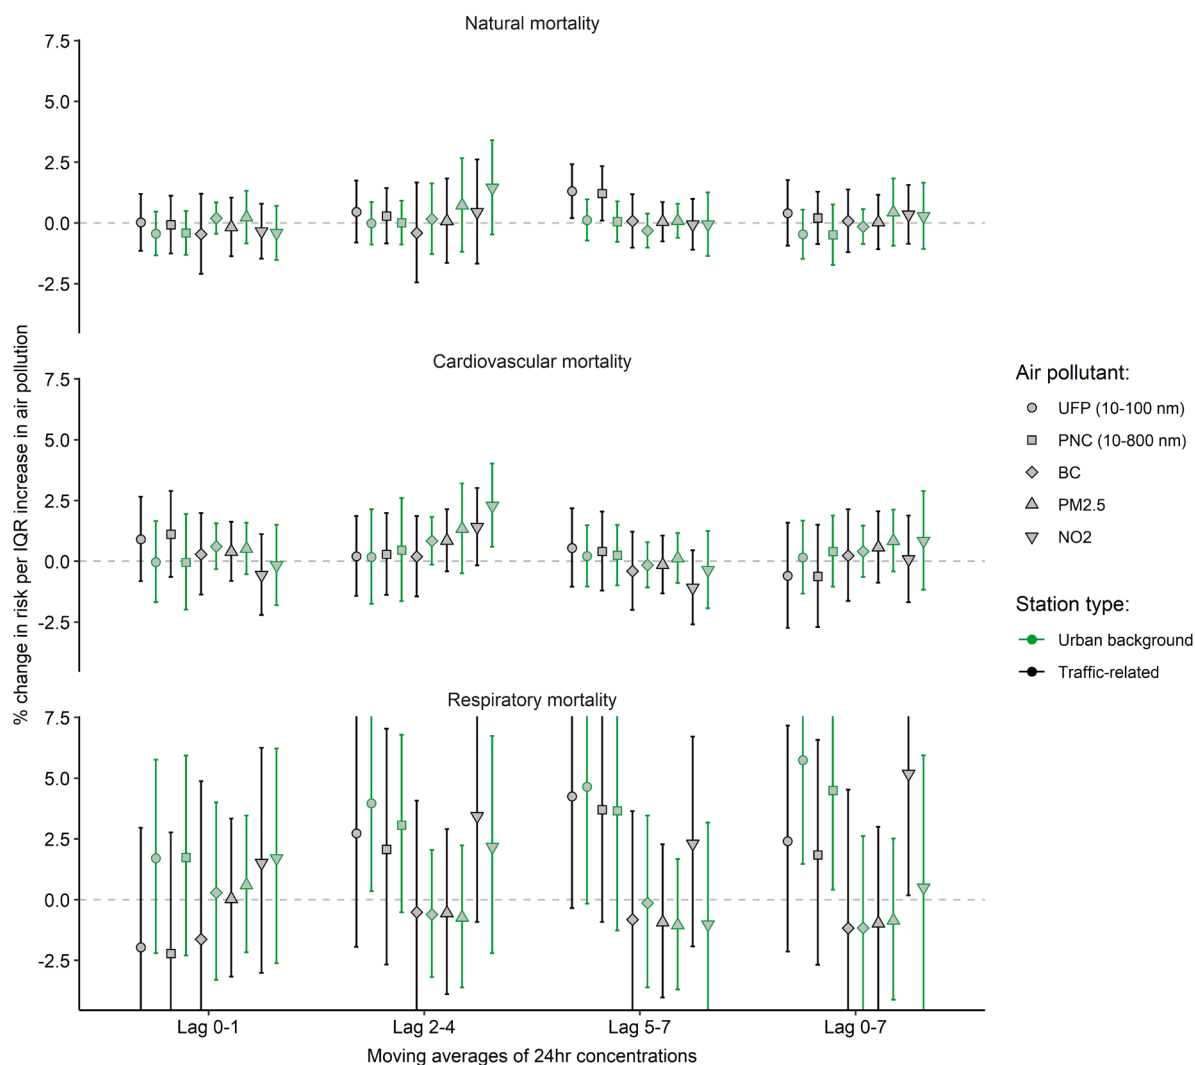 Natural mortality
7.5
5.0
2.5
0.0
-2.5
Cardiovascular mortality
7.5
5.0
2.5
0.0
-2.5
Respiratory mortality
7.5
5.0
2.5
0.0
-2.5
% change in risk per IQR increase in air pollution
Lag 0-1 Lag 2-4 Lag 5-7 Lag 0-7
Moving averages of 24hr concentrations
Air pollutant:
UFP (10-100 nm)
PNC (10-800 nm)
BC
PM2.5
NO2
Station type:
Urban background
Traffic-related